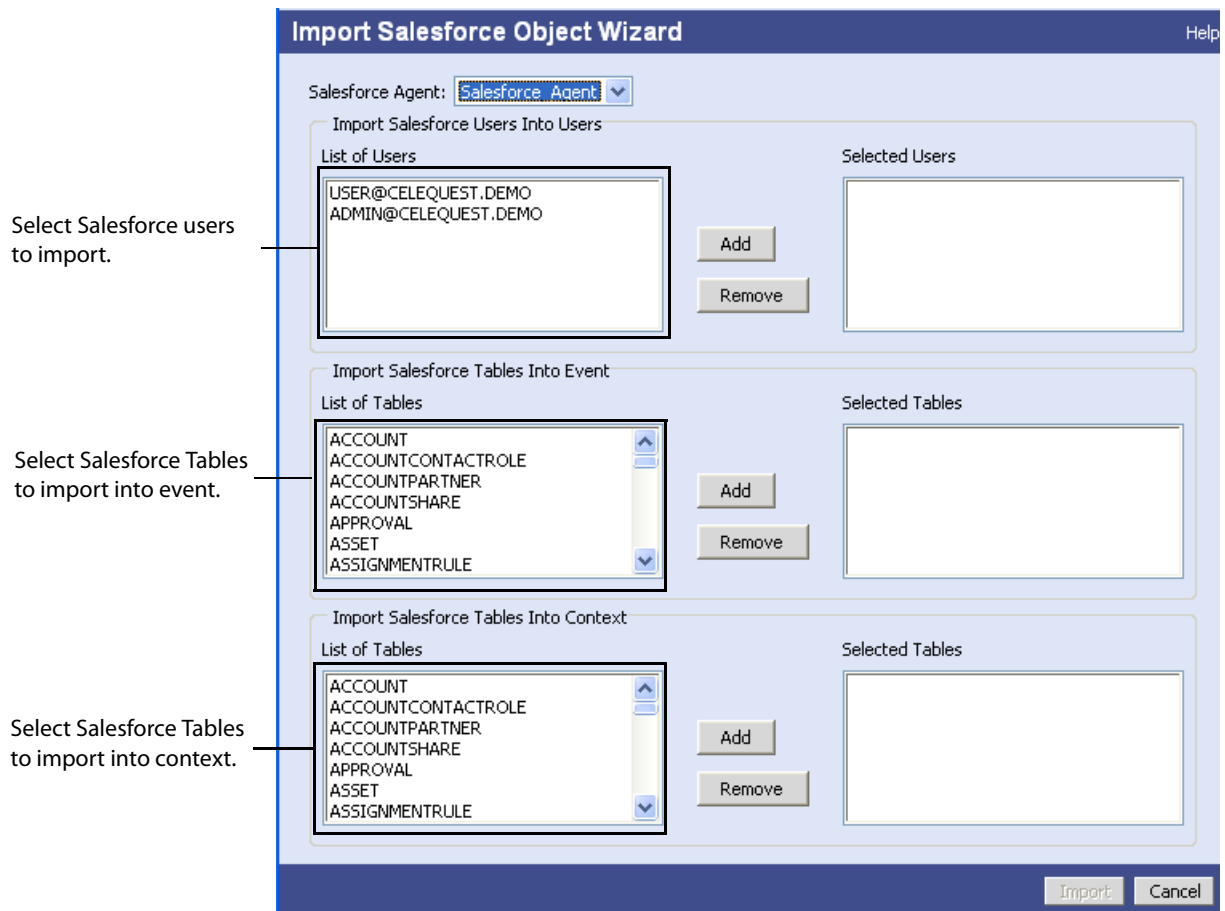 Import Salesforce Object Wizard
Help
Salesforce Agent: Salesforce_Agent
Import Salesforce Users Into Users
List of Users
Selected Users
USER@CELEQUEST.DEMO
ADMIN@CELEQUEST.DEMO
Select Salesforce users
to import.
Add
Remove
Import Salesforce Tables Into Event
List of Tables
Selected Tables
ACCOUNT
ACCOUNTCONTACTROLE
ACCOUNTPARTNER
ACCOUNTSHARE
APPROVAL
ASSET
ASSIGNMENTRULE
Select Salesforce Tables
to import into event.
Add
Remove
Import Salesforce Tables Into Context
List of Tables
Selected Tables
ACCOUNT
ACCOUNTCONTACTROLE
ACCOUNTPARTNER
ACCOUNTSHARE
APPROVAL
ASSET
ASSIGNMENTRULE
Select Salesforce Tables
to import into context.
Add
Remove
Import
Cancel